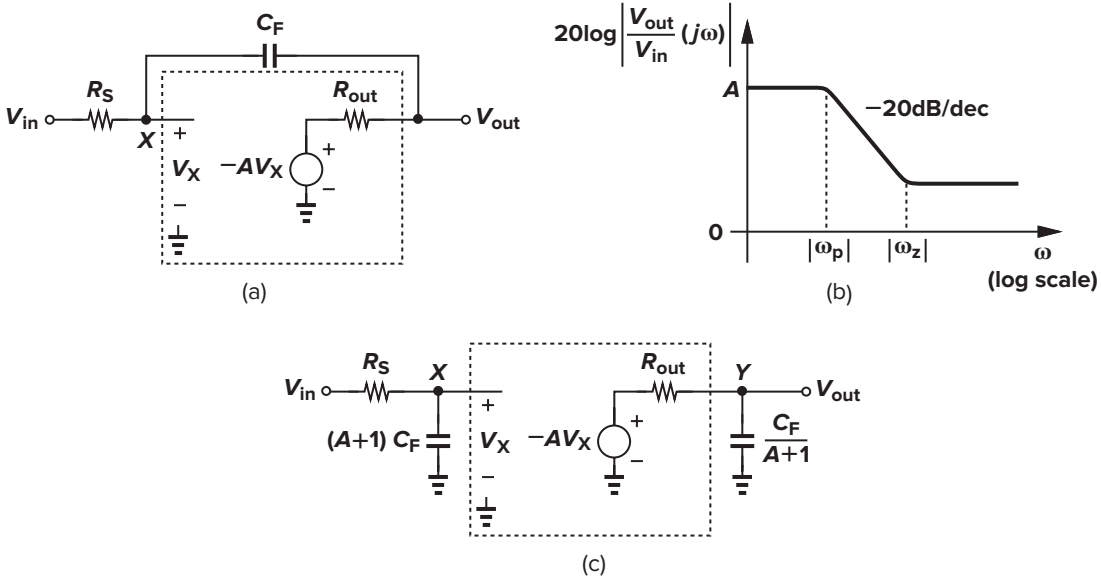 C_F
R_S
R_out
V_in
X
+
V_X
−
−AV_X
+
−
V_out
(a)
20log|V_out/V_in (jω)|
A
−20dB/dec
0
|ω_p|
|ω_z|
ω
(log scale)
(b)
R_S
X
R_out
Y
V_in
V_out
(A+1) C_F
+
V_X
−
−AV_X
+
−
C_F
A+1
(c)